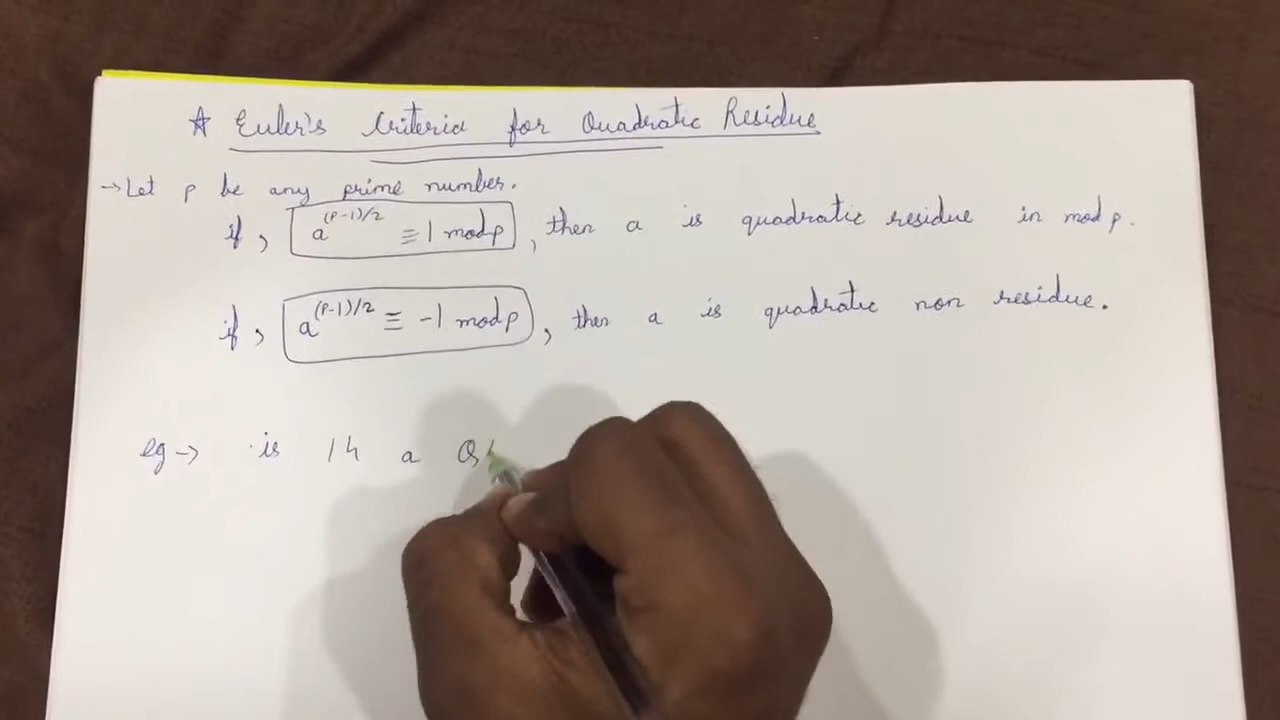 ☆ Euler's Criteria for Quadratic Residue
→ Let p be any prime number.
if, a^(P-1)/2 ≡ 1 mod p, then a is quadratic residue in mod p.
if, a^(P-1)/2 ≡ -1 mod p, then a is quadratic non residue.
eg → is 14 a Q